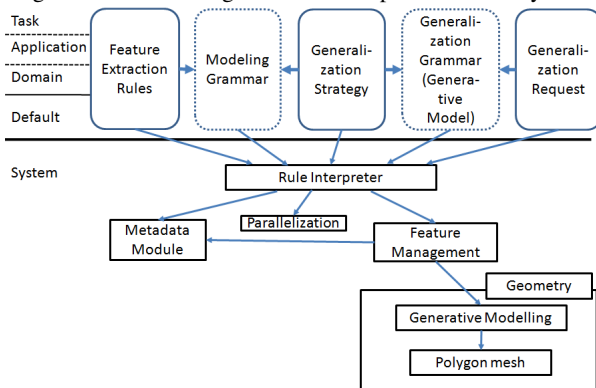 Task
Application
Domain
Default
Feature
Extraction
Rules
Modeling
Grammar
Generali-
zation
Strategy
Generali-
zation
Grammar
(Genera-
tive
Model)
Generali-
zation
Request
System
Rule Interpreter
Parallelization
Metadata
Module
Feature
Management
Geometry
Generative Modelling
Polygon mesh